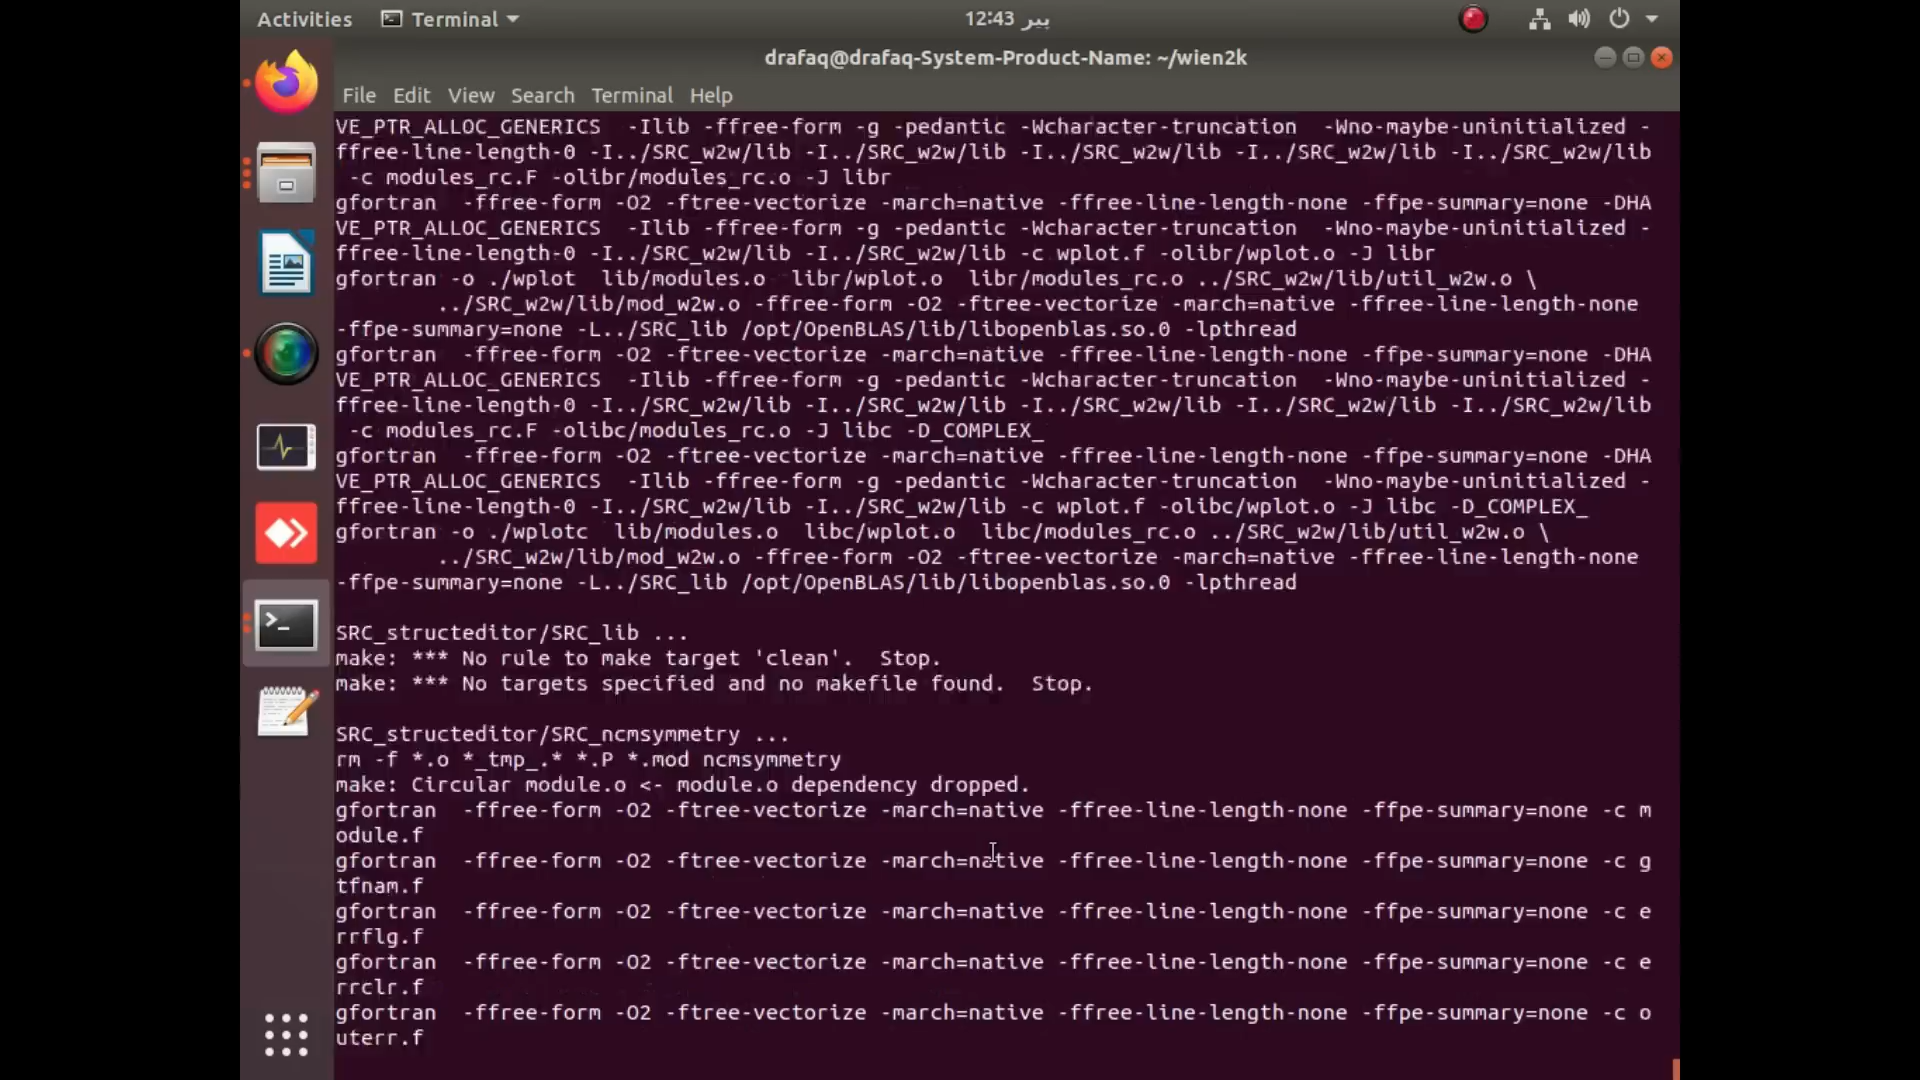 Activities Terminal پیر 12:43
drafaq@drafaq-System-Product-Name: ~/wien2k
File Edit View Search Terminal Help
VE_PTR_ALLOC_GENERICS  -Ilib -ffree-form -g -pedantic -Wcharacter-truncation  -Wno-maybe-uninitialized -
ffree-line-length-0 -I../SRC_w2w/lib -I../SRC_w2w/lib -I../SRC_w2w/lib -I../SRC_w2w/lib -I../SRC_w2w/lib
 -c modules_rc.F -olibr/modules_rc.o -J libr
gfortran  -ffree-form -O2 -ftree-vectorize -march=native -ffree-line-length-none -ffpe-summary=none -DHA
VE_PTR_ALLOC_GENERICS  -Ilib -ffree-form -g -pedantic -Wcharacter-truncation  -Wno-maybe-uninitialized -
ffree-line-length-0 -I../SRC_w2w/lib -I../SRC_w2w/lib -c wplot.f -olibr/wplot.o -J libr
gfortran -o ./wplot  lib/modules.o  libr/wplot.o  libr/modules_rc.o ../SRC_w2w/lib/util_w2w.o \
../SRC_w2w/lib/mod_w2w.o -ffree-form -O2 -ftree-vectorize -march=native -ffree-line-length-none
-ffpe-summary=none -L../SRC_lib /opt/OpenBLAS/lib/libopenblas.so.0 -lpthread
gfortran  -ffree-form -O2 -ftree-vectorize -march=native -ffree-line-length-none -ffpe-summary=none -DHA
VE_PTR_ALLOC_GENERICS  -Ilib -ffree-form -g -pedantic -Wcharacter-truncation  -Wno-maybe-uninitialized -
ffree-line-length-0 -I../SRC_w2w/lib -I../SRC_w2w/lib -I../SRC_w2w/lib -I../SRC_w2w/lib -I../SRC_w2w/lib
 -c modules_rc.F -olibc/modules_rc.o -J libc -D_COMPLEX_
gfortran  -ffree-form -O2 -ftree-vectorize -march=native -ffree-line-length-none -ffpe-summary=none -DHA
VE_PTR_ALLOC_GENERICS  -Ilib -ffree-form -g -pedantic -Wcharacter-truncation  -Wno-maybe-uninitialized -
ffree-line-length-0 -I../SRC_w2w/lib -I../SRC_w2w/lib -c wplot.f -olibc/wplot.o -J libc -D_COMPLEX_
gfortran -o ./wplotc  lib/modules.o  libc/wplot.o  libc/modules_rc.o ../SRC_w2w/lib/util_w2w.o \
../SRC_w2w/lib/mod_w2w.o -ffree-form -O2 -ftree-vectorize -march=native -ffree-line-length-none
-ffpe-summary=none -L../SRC_lib /opt/OpenBLAS/lib/libopenblas.so.0 -lpthread
SRC_structeditor/SRC_lib ...
make: *** No rule to make target 'clean'.  Stop.
make: *** No targets specified and no makefile found.  Stop.
SRC_structeditor/SRC_ncmsymmetry ...
rm -f *.o *_tmp_.* *.P *.mod ncmsymmetry
make: Circular module.o <- module.o dependency dropped.
gfortran  -ffree-form -O2 -ftree-vectorize -march=native -ffree-line-length-none -ffpe-summary=none -c m
odule.f
gfortran  -ffree-form -O2 -ftree-vectorize -march=native -ffree-line-length-none -ffpe-summary=none -c g
tfnam.f
gfortran  -ffree-form -O2 -ftree-vectorize -march=native -ffree-line-length-none -ffpe-summary=none -c e
rrflg.f
gfortran  -ffree-form -O2 -ftree-vectorize -march=native -ffree-line-length-none -ffpe-summary=none -c e
rrclr.f
gfortran  -ffree-form -O2 -ftree-vectorize -march=native -ffree-line-length-none -ffpe-summary=none -c o
uterr.f